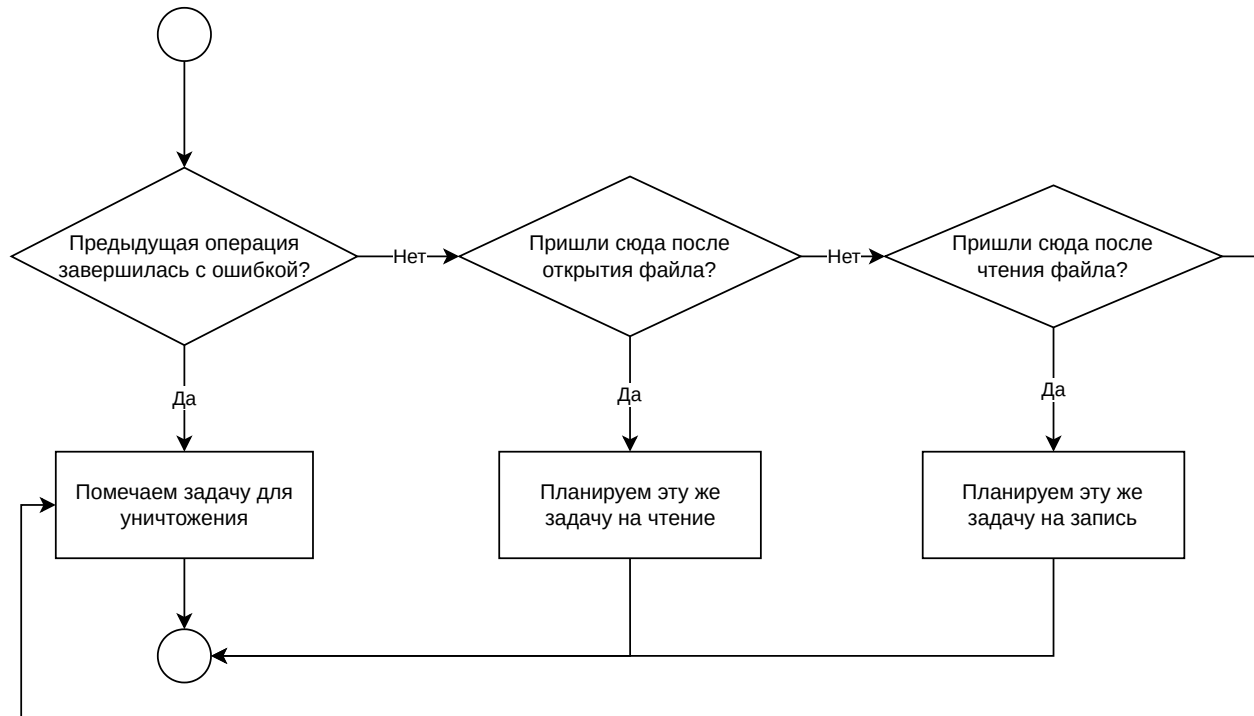 Предыдущая операция
завершилась с ошибкой?
Нет
Пришли сюда после
открытия файла?
Нет
Пришли сюда после
чтения файла?
Да
Да
Да
Помечаем задачу для
уничтожения
Планируем эту же
задачу на чтение
Планируем эту же
задачу на запись